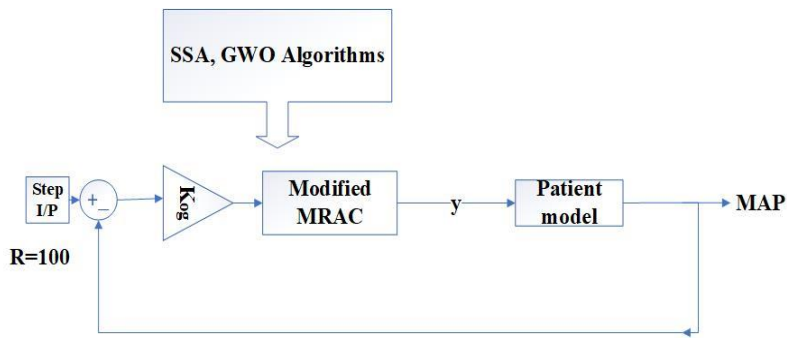 SSA, GWO Algorithms
Step
I/P
+
_
Kog
Modified
MRAC
y
Patient
model
MAP
R=100